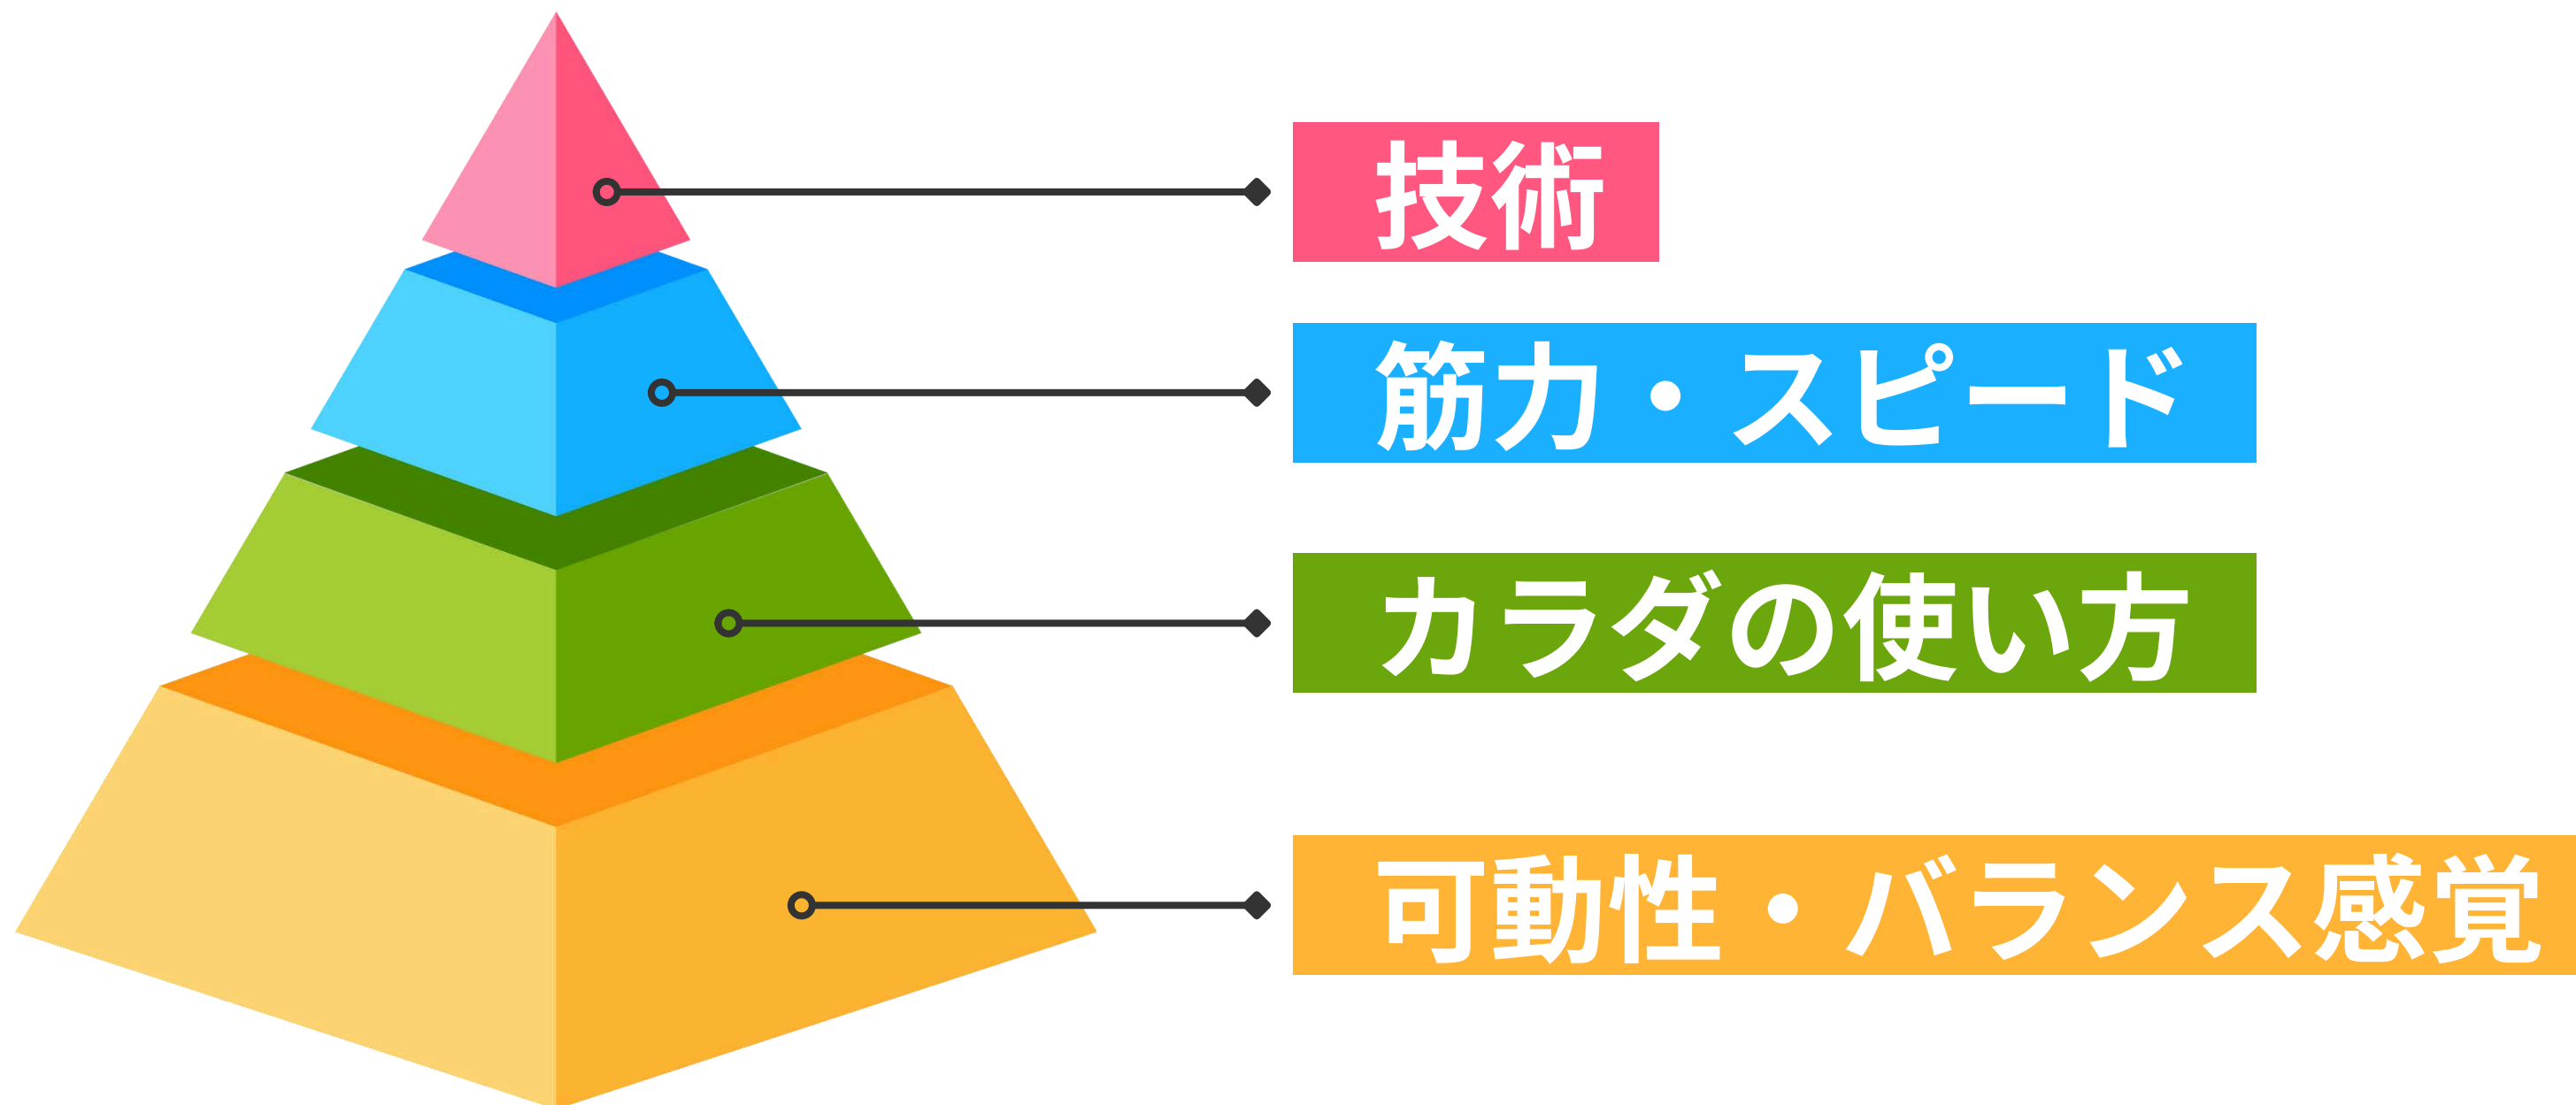 技術
筋力・スピード
カラダの使い方
可動性・バランス感覚